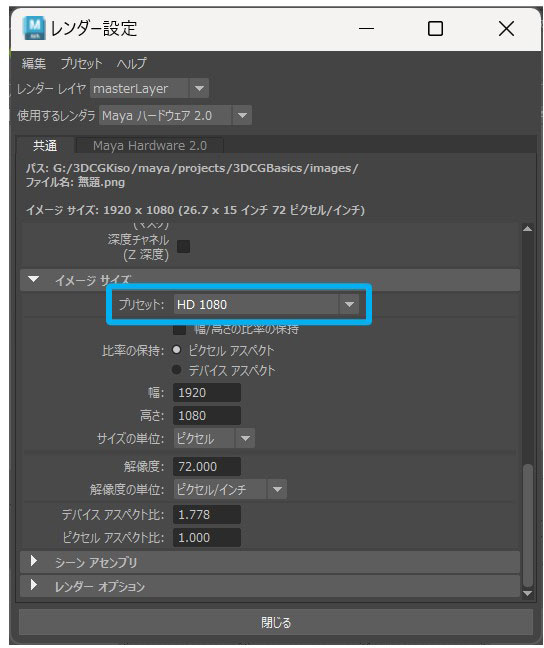 レンダー設定
編集 プリセット ヘルプ
レンダー レイヤ masterLayer
使用するレンダラ Maya ハードウェア 2.0
共通 Maya Hardware 2.0
パス: G:/3DCGKiso/maya/projects/3DCGBasics/images/
ファイル名: 無題.png
イメージ サイズ: 1920 x 1080 (26.7 x 15 インチ 72 ピクセル/インチ)
(マスク)
深度チャネル
(Z 深度)
イメージ サイズ
プリセット: HD 1080
幅/高さの比率の保持
比率の保持: ピクセル アスペクト
デバイス アスペクト
幅: 1920
高さ: 1080
サイズの単位: ピクセル
解像度: 72.000
解像度の単位: ピクセル/インチ
デバイス アスペクト比: 1.778
ピクセル アスペクト比: 1.000
シーン アセンブリ
レンダー オプション
閉じる